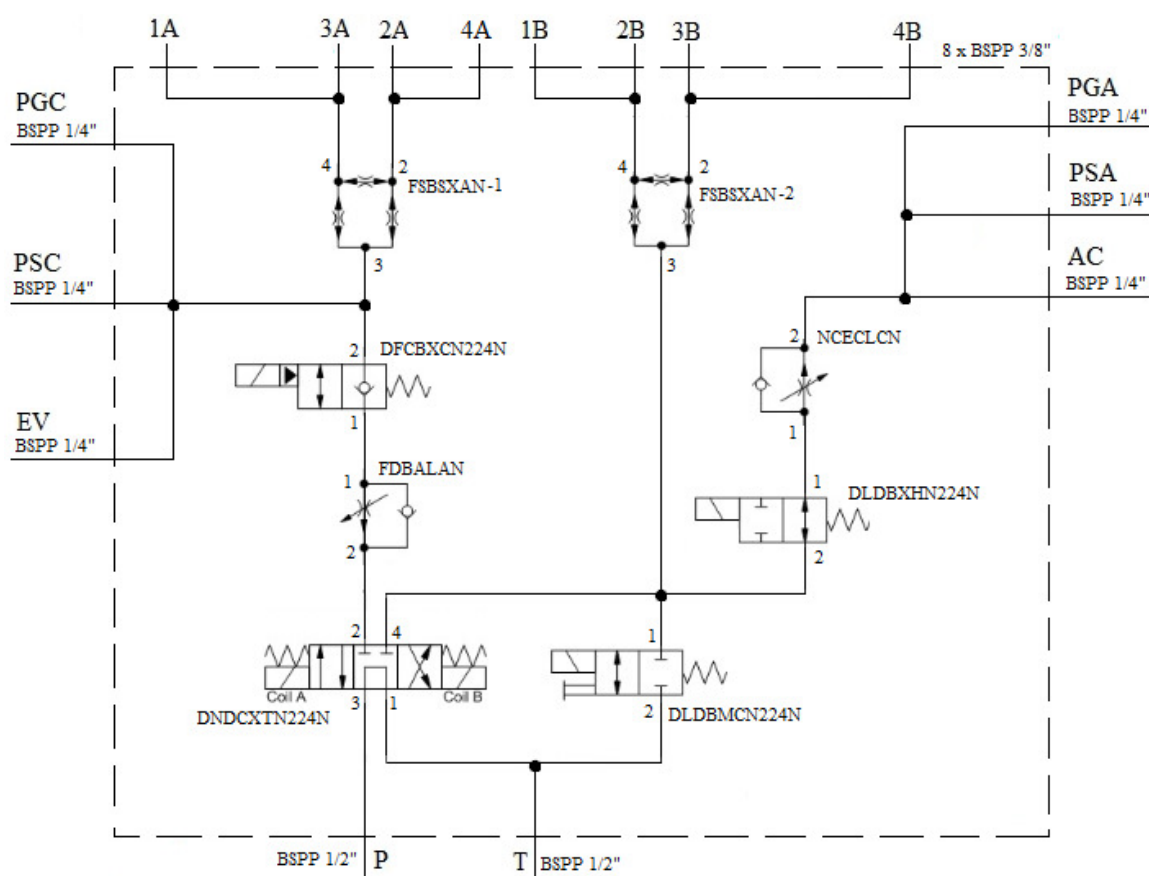 1A 3A 2A 4A 1B 2B 3B 4B
8 x BSPP 3/8"
PGC
BSPP 1/4"
PGA
BSPP 1/4"
4 2
FSBSXAN-1
3
4 2
FSBSXAN-2
3
PSA
BSPP 1/4"
PSC
BSPP 1/4"
AC
BSPP 1/4"
2
DFCBXCN224N
1
2
NCECLCN
1
EV
BSPP 1/4"
1
FDBALAN
2
1
DLDBXHN224N
2
2 4
Coil A
Coil B
3 1
DNDCXTN224N
1
2
DLDBMCN224N
BSPP 1/2" P
T BSPP 1/2"